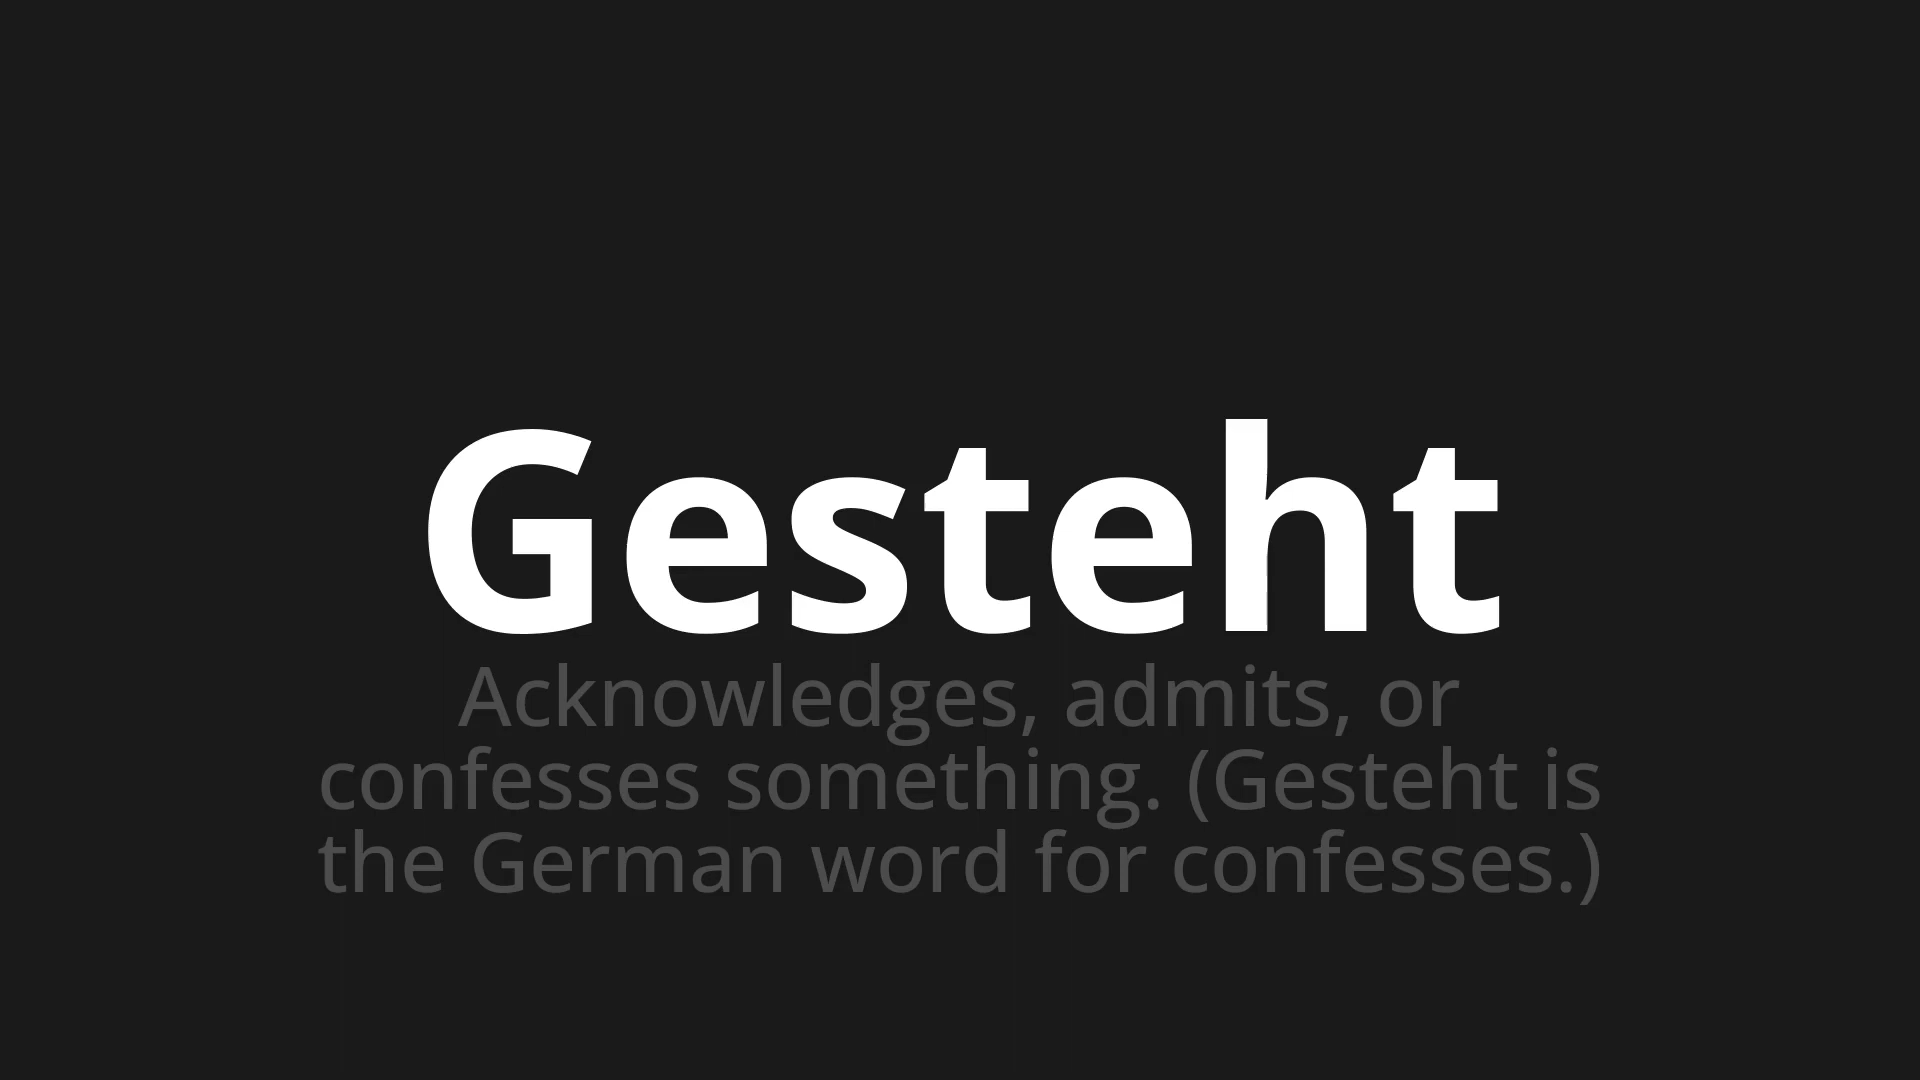 Gesteht
Acknowledges, admits, or
confesses something. (Gesteht is
the German word for confesses.)